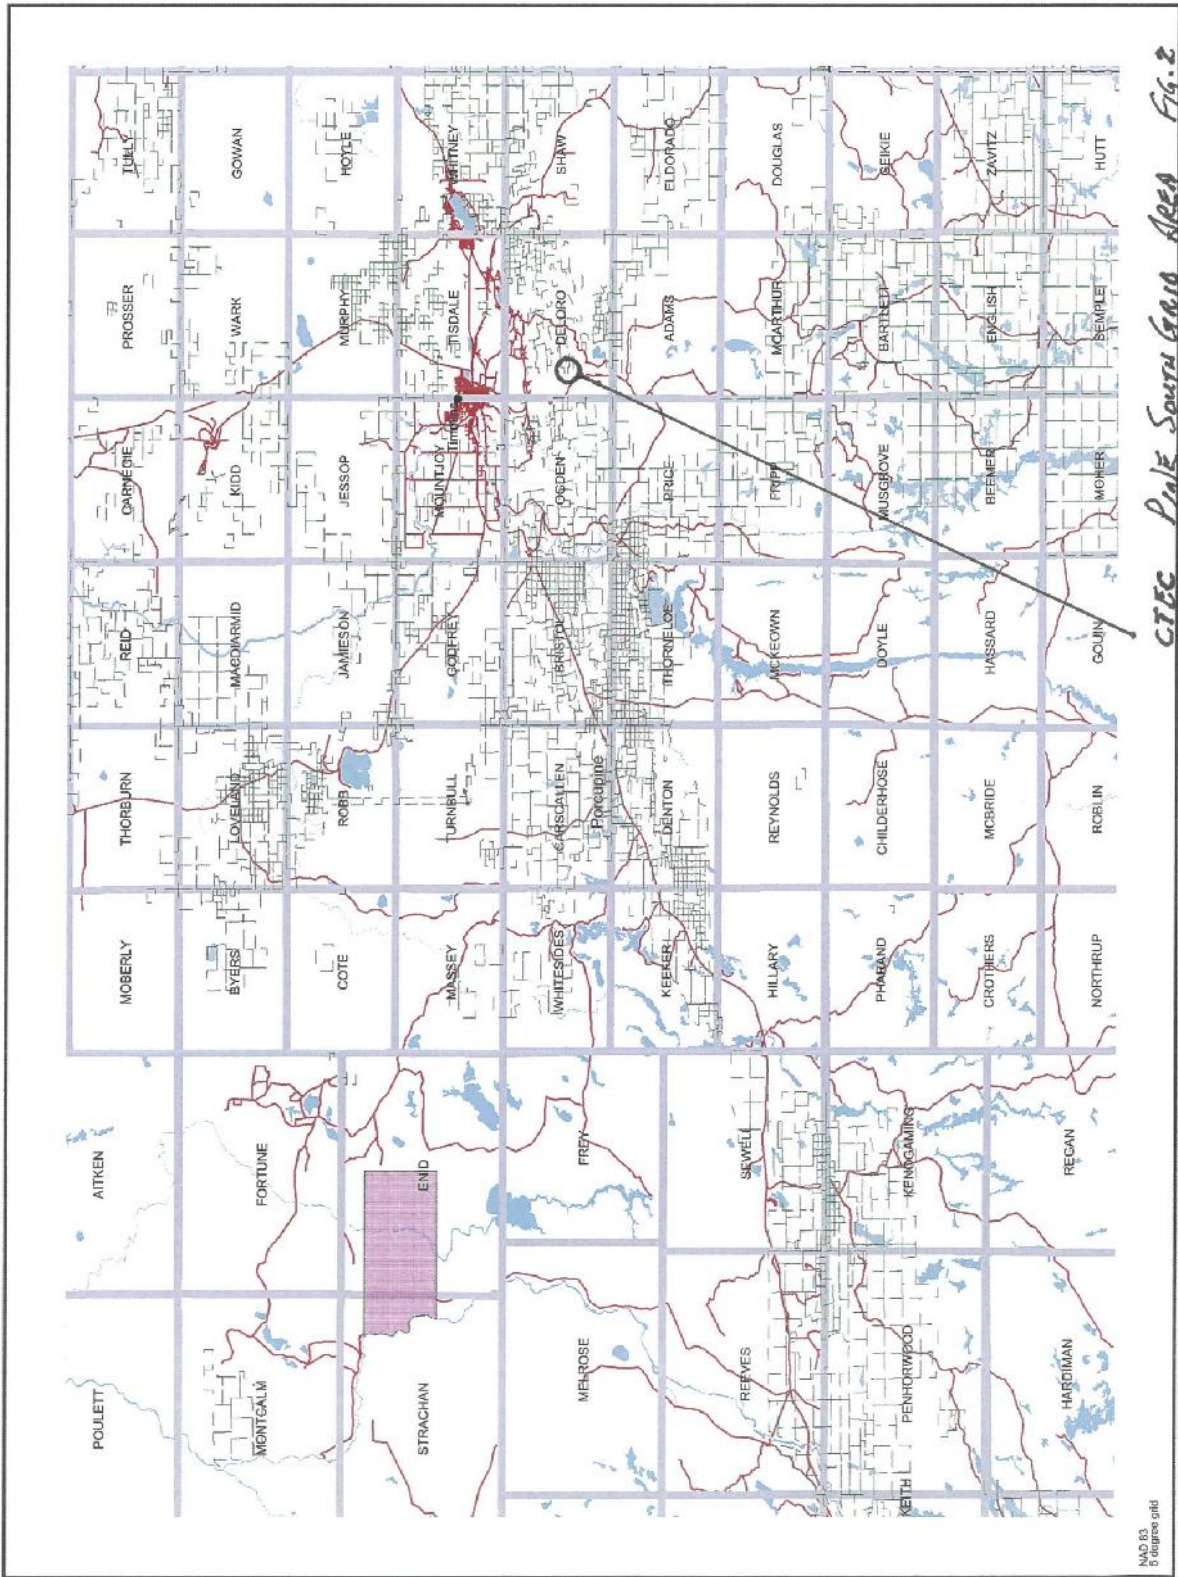 POULETT
AITKEN
MOBERLY
THORBURN
REID
CARNEGIE
PROSSER
TULLY
MONTGALM
FORTUNE
BYERS
LOVELAND
MACDIARMID
KIDD
WARK
GOWAN
COTE
ROBB
JAMIESON
JESSOP
MURPHY
HOYLE
STRACHAN
ENID
MASSEY
TURNBULL
GODFREY
MOUNTJOY
Timmins
TISDALE
WHITNEY
MELROSE
FREY
WHITESIDES
CARSCALLEN
BRISTOL
OGDEN
DELORO
SHAW
Porcupine
KEEFER
DENTON
THORNELOE
PRICE
ADAMS
ELDORADO
REEVES
SEWELL
HILLARY
REYNOLDS
MCKEOWN
FRIPP
MCARTHUR
DOUGLAS
KEITH
PENHORWOOD
KENOGAMING
PHARAND
CHILDERHOSE
DOYLE
MUSGROVE
BARTLETT
GEIKIE
CROTHERS
MCBRIDE
HASSARD
BEEMER
ENGLISH
ZAVITZ
HARDIMAN
REGAN
NORTHRUP
ROBLIN
GOUIN
MOHER
SEMPLE
HUTT
CTEC PINE SOUTH GRID AREA FIG. 2
NAD 83
5 degree grid